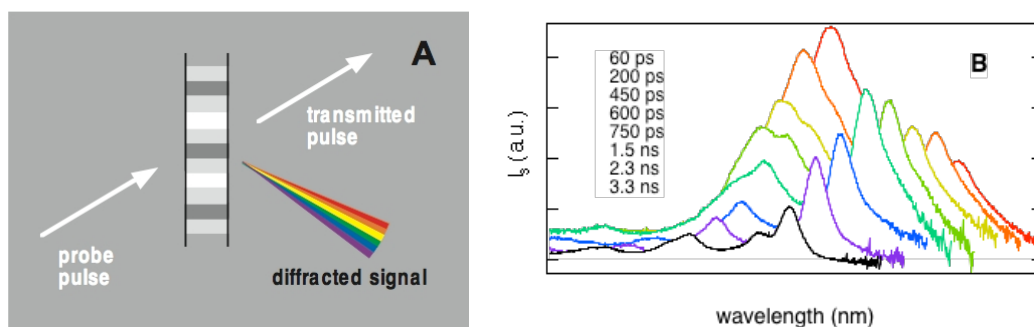 A
transmitted
pulse
probe
pulse
diffracted signal
B
60 ps
200 ps
450 ps
600 ps
750 ps
1.5 ns
2.3 ns
3.3 ns
Is (a.u.)
wavelength (nm)